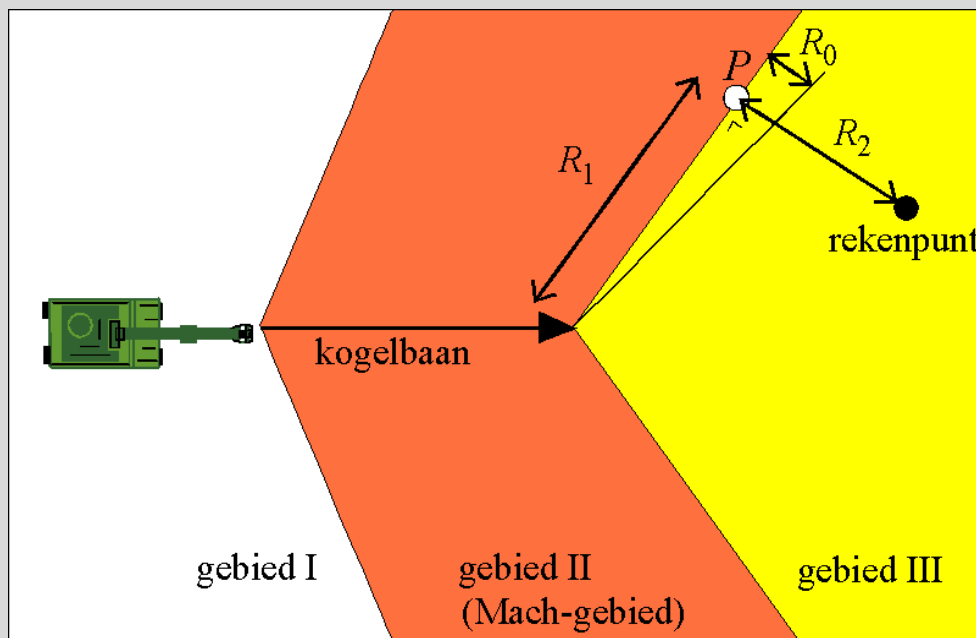 R0
P
R1
R2
rekenpunt
kogelbaan
gebied I
gebied II
(Mach-gebied)
gebied III